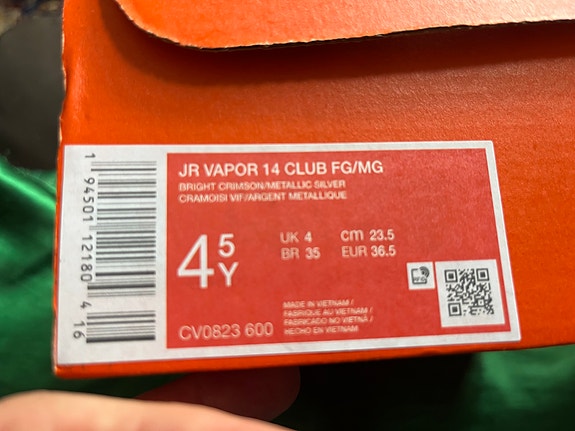 JR VAPOR 14 CLUB FG/MG
BRIGHT CRIMSON/METALLIC SILVER
CRAMOISI VIF/ARGENT METALLIQUE
4 5 Y
UK 4 cm 23.5
BR 35 EUR 36.5
MADE IN VIETNAM /
FABRIQUE AU VIETNAM /
FABRICADO NO VIETNÃ /
HECHO EN VIETNAM
CV0823 600
1 94501 12180 4 16